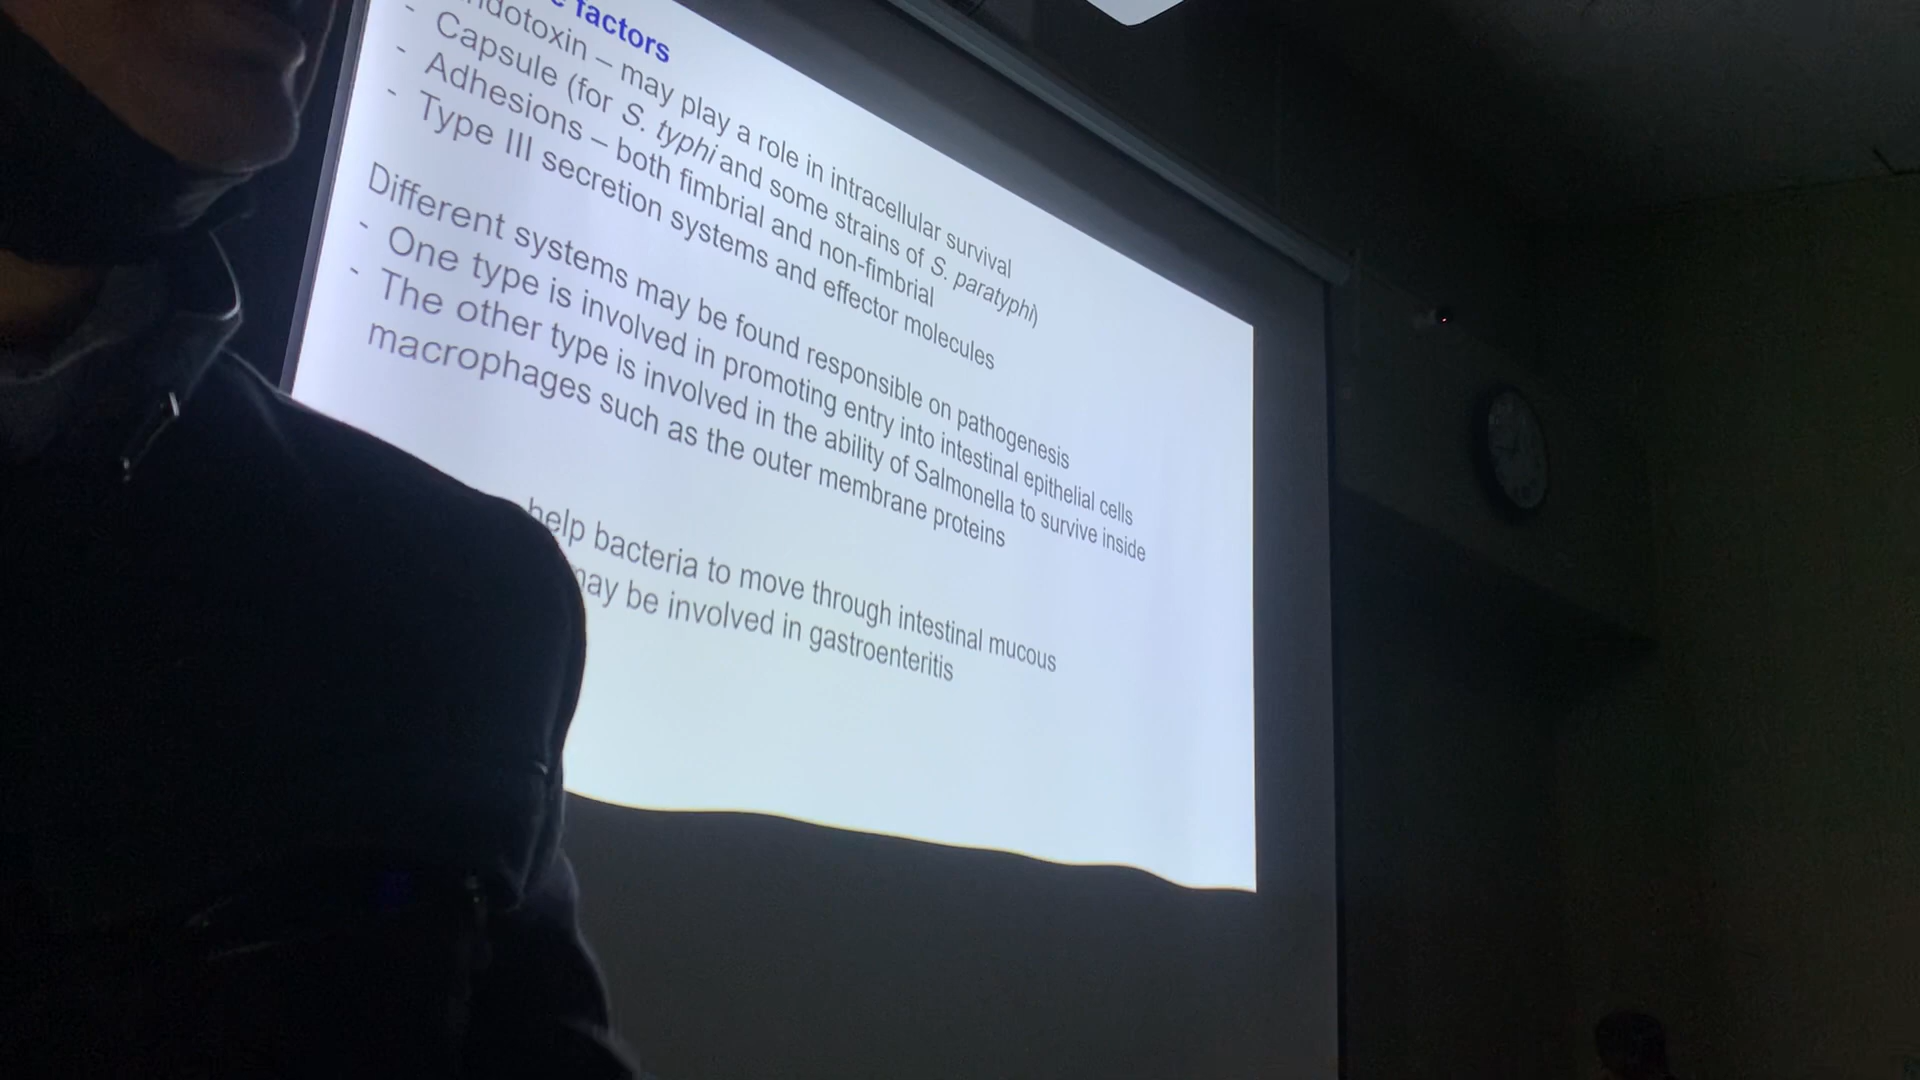 factors
- Endotoxin – may play a role in intracellular survival
- Capsule (for S. typhi and some strains of S. paratyphi)
- Adhesions – both fimbrial and non-fimbrial
- Type III secretion systems and effector molecules
Different systems may be found responsible on pathogenesis
- One type is involved in promoting entry into intestinal epithelial cells
- The other type is involved in the ability of Salmonella to survive inside
macrophages such as the outer membrane proteins
help bacteria to move through intestinal mucous
may be involved in gastroenteritis